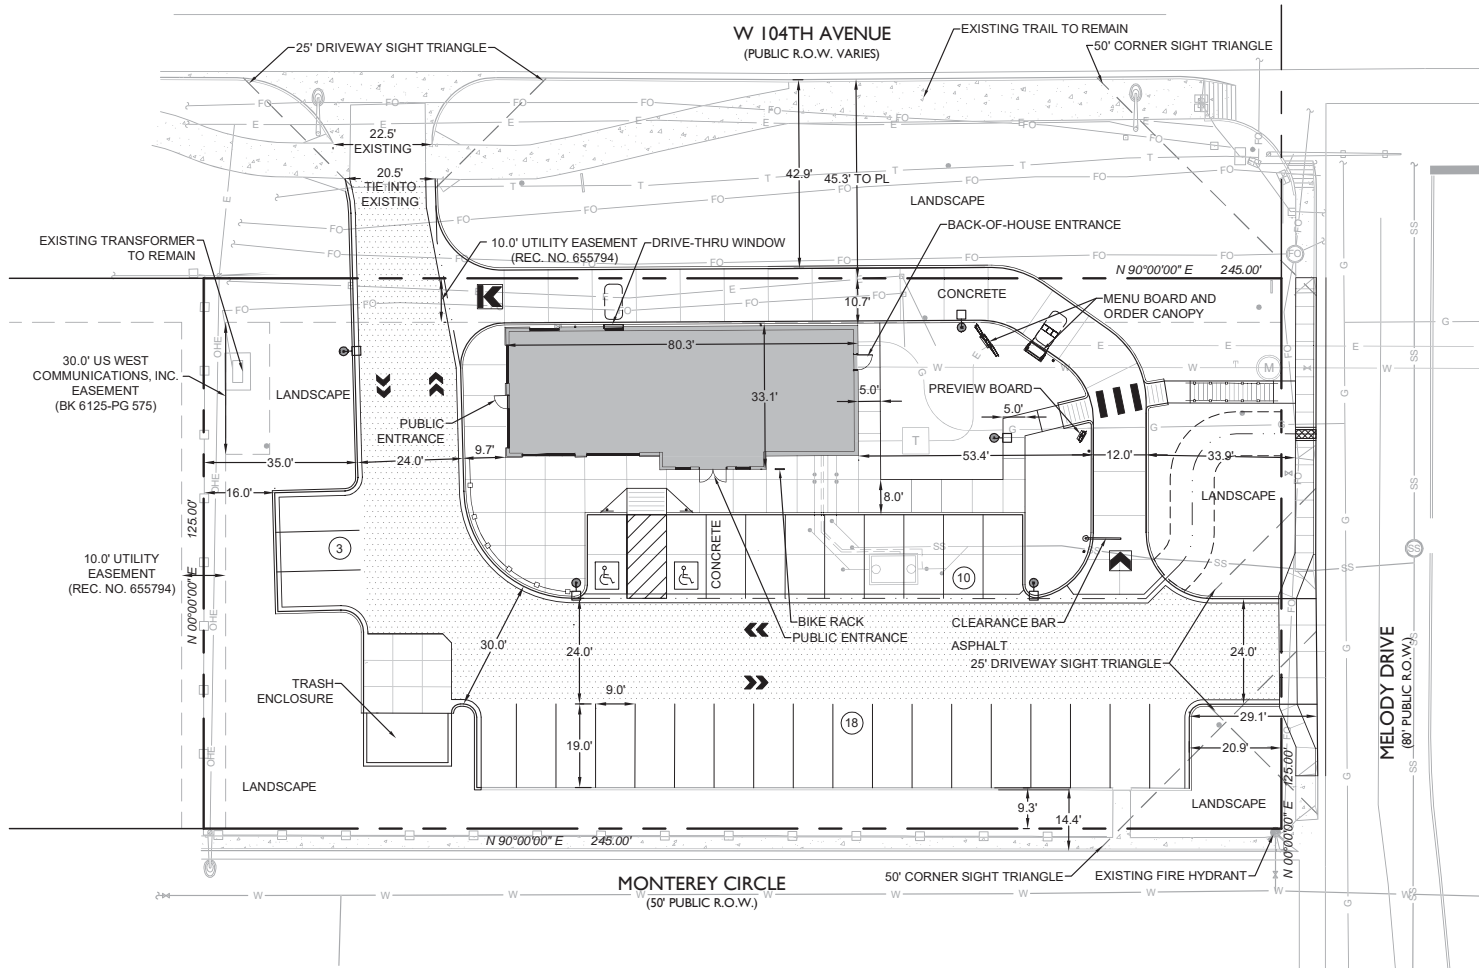 W 104TH AVENUE
(PUBLIC R.O.W. VARIES)
EXISTING TRAIL TO REMAIN
50' CORNER SIGHT TRIANGLE
25' DRIVEWAY SIGHT TRIANGLE
22.5'
EXISTING
20.5'
TIE INTO
EXISTING
42.9'
45.3' TO PL
LANDSCAPE
BACK-OF-HOUSE ENTRANCE
EXISTING TRANSFORMER
TO REMAIN
10.0' UTILITY EASEMENT
(REC. NO. 655794)
DRIVE-THRU WINDOW
N 90°00'00" E 245.00'
CONCRETE
10.7'
MENU BOARD AND
ORDER CANOPY
30.0' US WEST
COMMUNICATIONS, INC.
EASEMENT
(BK 6125-PG 575)
LANDSCAPE
80.3'
33.1'
5.0'
PREVIEW BOARD
5.0'
PUBLIC
ENTRANCE
T
M
35.0'
24.0'
9.7'
53.4'
12.0'
33.9'
16.0'
8.0'
LANDSCAPE
N 00°00'00" E 125.00'
3
10.0' UTILITY
EASEMENT
(REC. NO. 655794)
CONCRETE
10
SS
BIKE RACK
PUBLIC ENTRANCE
CLEARANCE BAR
ASPHALT
25' DRIVEWAY SIGHT TRIANGLE
30.0'
24.0'
24.0'
9.0'
TRASH
ENCLOSURE
19.0'
18
29.1'
20.9'
MELODY DRIVE
(80' PUBLIC R.O.W.)
LANDSCAPE
9.3'
14.4'
LANDSCAPE
N 00°00'00" E 125.00'
N 90°00'00" E 245.00'
50' CORNER SIGHT TRIANGLE
EXISTING FIRE HYDRANT
MONTEREY CIRCLE
(50' PUBLIC R.O.W.)